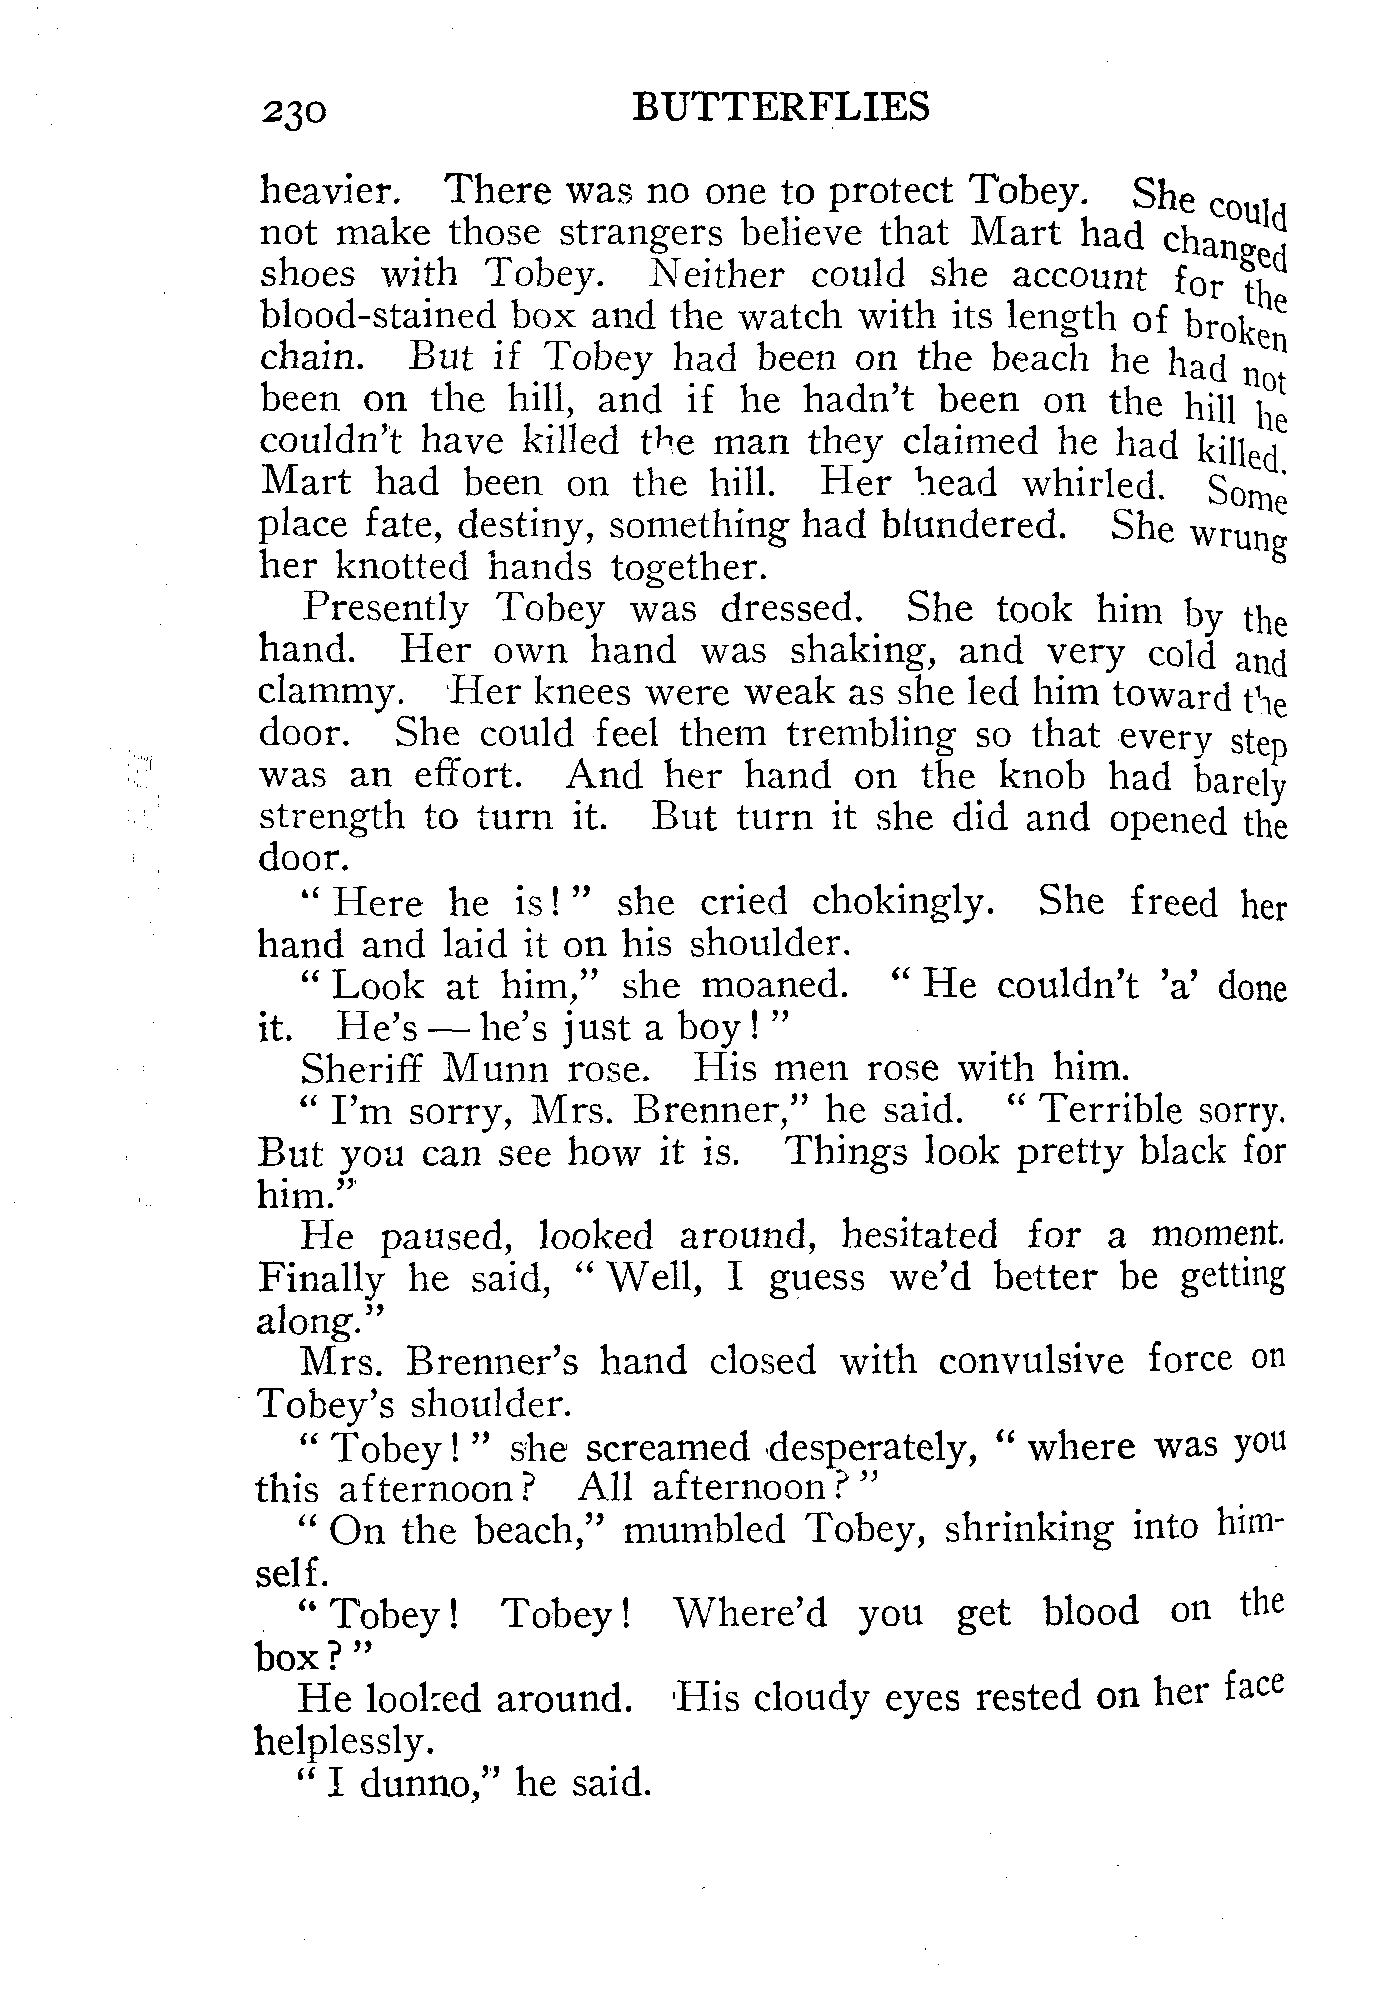 230 BUTTERFLIES
heavier. There was no one to protect Tobey. She could
not make those strangers believe that Mart had changed
shoes with Tobey. Neither could she account for the
blood-stained box and the watch with its length of broken
chain. But if Tobey had been on the beach he had not
been on the hill, and if he hadn't been on the hill he
couldn't have killed the man they claimed he had killed.
Mart had been on the hill. Her head whirled. Some
place fate, destiny, something had blundered. She wrung
her knotted hands together.
Presently Tobey was dressed. She took him by the
hand. Her own hand was shaking, and very cold and
clammy. Her knees were weak as she led him toward the
door. She could feel them trembling so that every step
was an effort. And her hand on the knob had barely
strength to turn it. But turn it she did and opened the
door.
" Here he is! " she cried chokingly. She freed her
hand and laid it on his shoulder.
" Look at him," she moaned. " He couldn't 'a' done
it. He's — he's just a boy! "
Sheriff Munn rose. His men rose with him.
" I'm sorry, Mrs. Brenner," he said. " Terrible sorry.
But you can see how it is. Things look pretty black for
him."
He paused, looked around, hesitated for a moment.
Finally he said, " Well, I guess we'd better be getting
along."
Mrs. Brenner's hand closed with convulsive force on
Tobey's shoulder.
" Tobey! " she screamed desperately, " where was you
this afternoon? All afternoon? "
" On the beach," mumbled Tobey, shrinking into him-
self.
" Tobey! Tobey! Where'd you get blood on the
box? "
He looked around. His cloudy eyes rested on her face
helplessly.
" I dunno," he said.